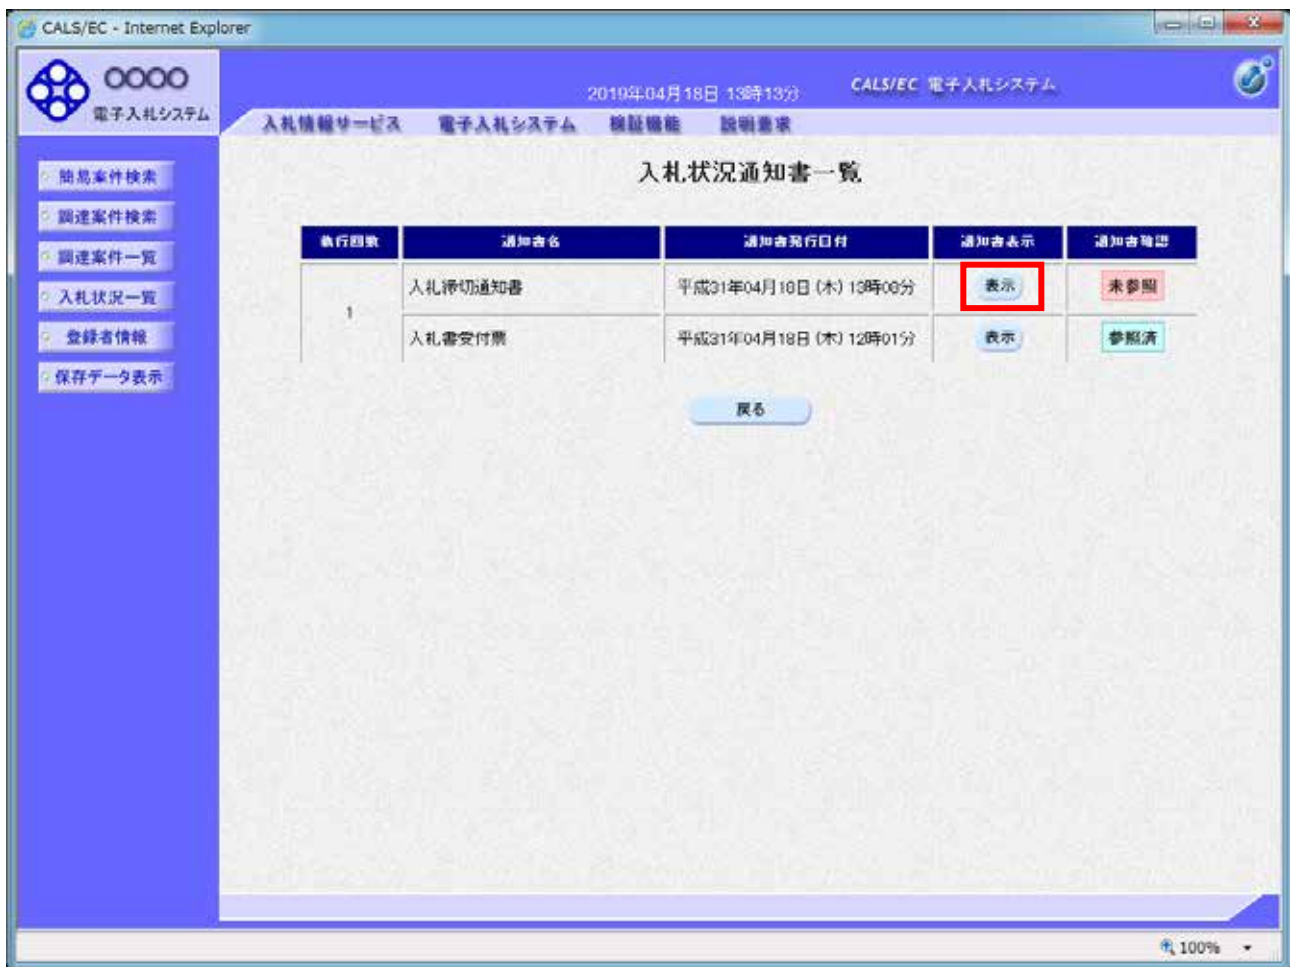 CALS/EC - Internet Explorer
OOOO
電子入札システム
2019年04月18日 13時13分
CALS/EC 電子入札システム
入札情報サービス 電子入札システム 検証機能 説明要求
簡易案件検索
調達案件検索
調達案件一覧
入札状況一覧
登録者情報
保存データ表示
入札状況通知書一覧
執行回数 通知書名 通知書発行日付 通知書表示 通知書確認
1
入札締切通知書 平成31年04月18日 (木) 13時08分 表示 未参照
入札書受付票 平成31年04月18日 (木) 12時01分 表示 参照済
戻る
100%